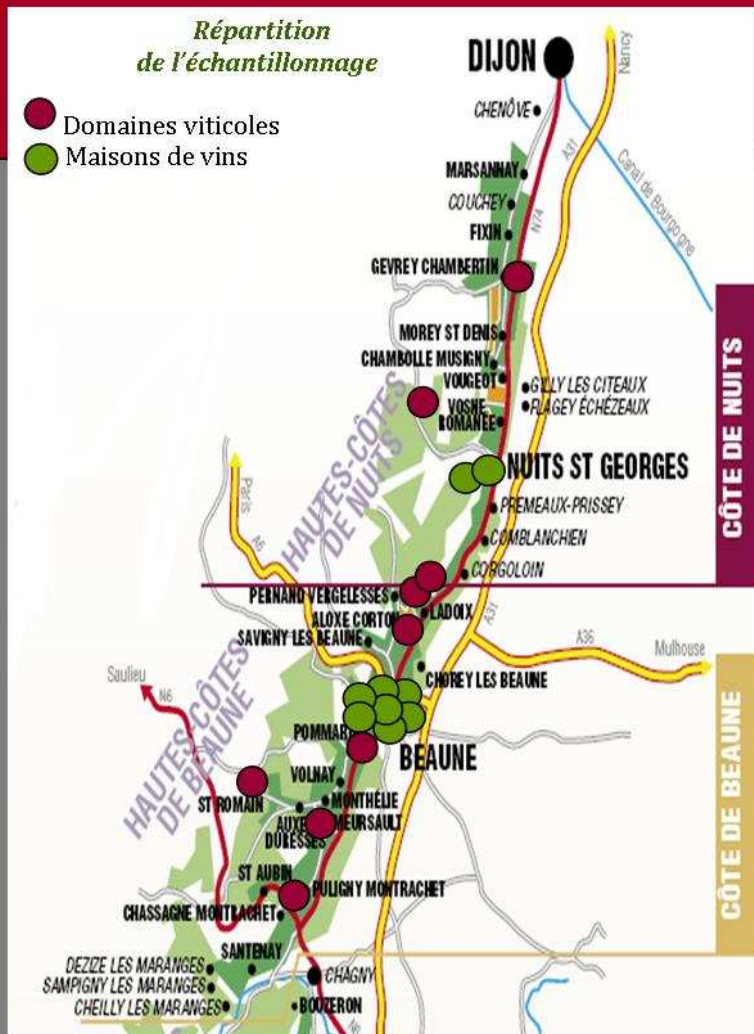 Répartition
de l'échantillonnage
Domaines viticoles
Maisons de vins
DIJON
Nancy
CHENÔVE
A31
Canal de Bourgogne
MARSANNAY
COUCHEY
N74
FIXIN
GEVREY CHAMBERTIN
MOREY ST DENIS
CHAMBOLLE MUSIGNY
VOUGEOT
GILLY LES CITEAUX
VOSNE
ROMANÉE
FLAGEY ÉCHÉZEAUX
CÔTE DE NUITS
HAUTES-CÔTES
DE NUITS
NUITS ST GEORGES
Paris
A6
PREMEAUX-PRISSEY
COMBLANCHIEN
CORGOLOIN
PERNAND VERGELESSES
LADOIX
ALOXE CORTON
SAVIGNY LES BEAUNE
A31
A36
Mulhouse
CHOREY LES BEAUNE
Saulieu
N6
HAUTES-CÔTES
DE BEAUNE
POMMARD
BEAUNE
CÔTE DE BEAUNE
VOLNAY
ST ROMAIN
MONTHÉLIE
MEURSAULT
DURESSES
ST AUBIN
PULIGNY MONTRACHET
CHASSAGNE MONTRACHET
SANTENAY
DEZIZE LES MARANGES
SAMPIGNY LES MARANGES
CHEILLY LES MARANGES
CHAGNY
BOUZERON
N6